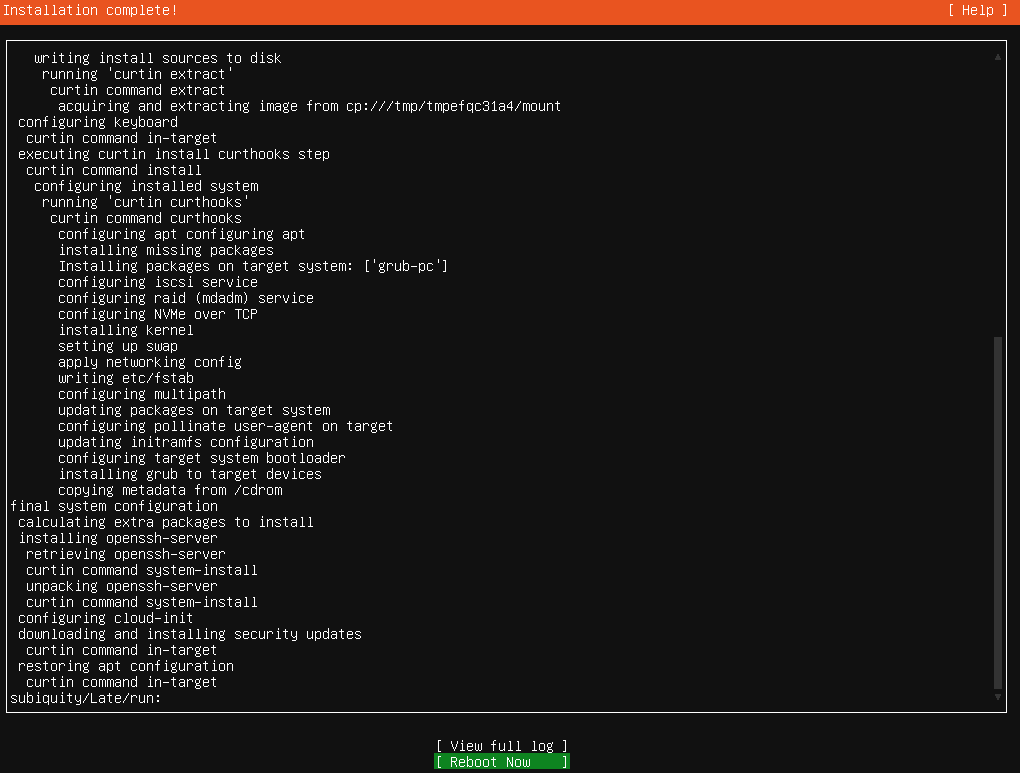 Installation complete! [ Help ]
writing install sources to disk
running 'curtin extract'
curtin command extract
acquiring and extracting image from cp:///tmp/tmpefqc31a4/mount
configuring keyboard
curtin command in-target
executing curtin install curthooks step
curtin command install
configuring installed system
running 'curtin curthooks'
curtin command curthooks
configuring apt configuring apt
installing missing packages
Installing packages on target system: ['grub-pc']
configuring iscsi service
configuring raid (mdadm) service
configuring NVMe over TCP
installing kernel
setting up swap
apply networking config
writing etc/fstab
configuring multipath
updating packages on target system
configuring pollinate user-agent on target
updating initramfs configuration
configuring target system bootloader
installing grub to target devices
copying metadata from /cdrom
final system configuration
calculating extra packages to install
installing openssh-server
retrieving openssh-server
curtin command system-install
unpacking openssh-server
curtin command system-install
configuring cloud-init
downloading and installing security updates
curtin command in-target
restoring apt configuration
curtin command in-target
subiquity/Late/run:
[ View full log ]
[ Reboot Now ]